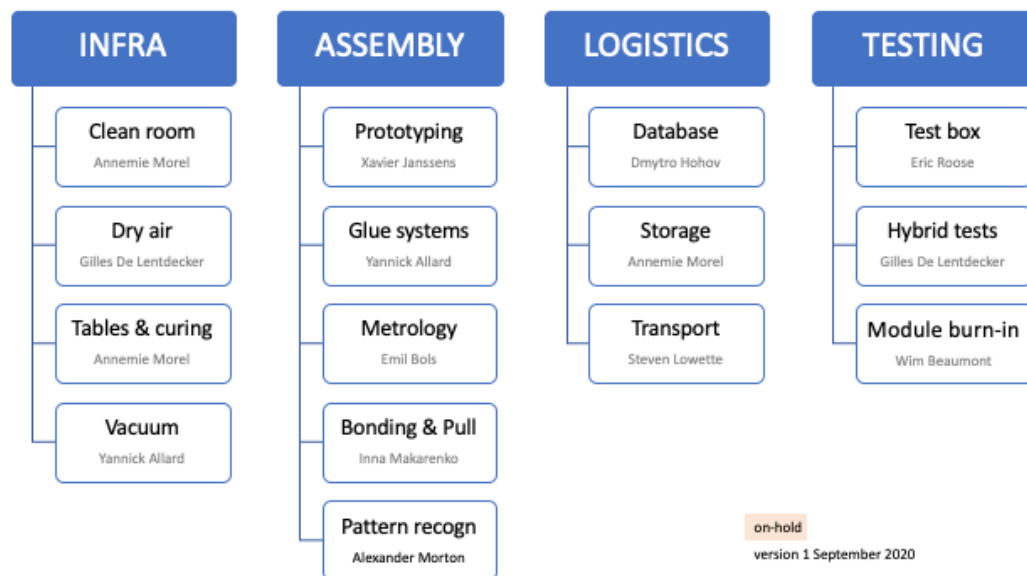 INFRA
Clean room
Annemie Morel
Dry air
Gilles De Lentdecker
Tables & curing
Annemie Morel
Vacuum
Yannick Allard
ASSEMBLY
Prototyping
Xavier Janssens
Glue systems
Yannick Allard
Metrology
Emil Bols
Bonding & Pull
Inna Makarenko
Pattern recogn
Alexander Morton
LOGISTICS
Database
Dmytro Hohov
Storage
Annemie Morel
Transport
Steven Lowette
TESTING
Test box
Eric Roose
Hybrid tests
Gilles De Lentdecker
Module burn-in
Wim Beaumont
on-hold
version 1 September 2020